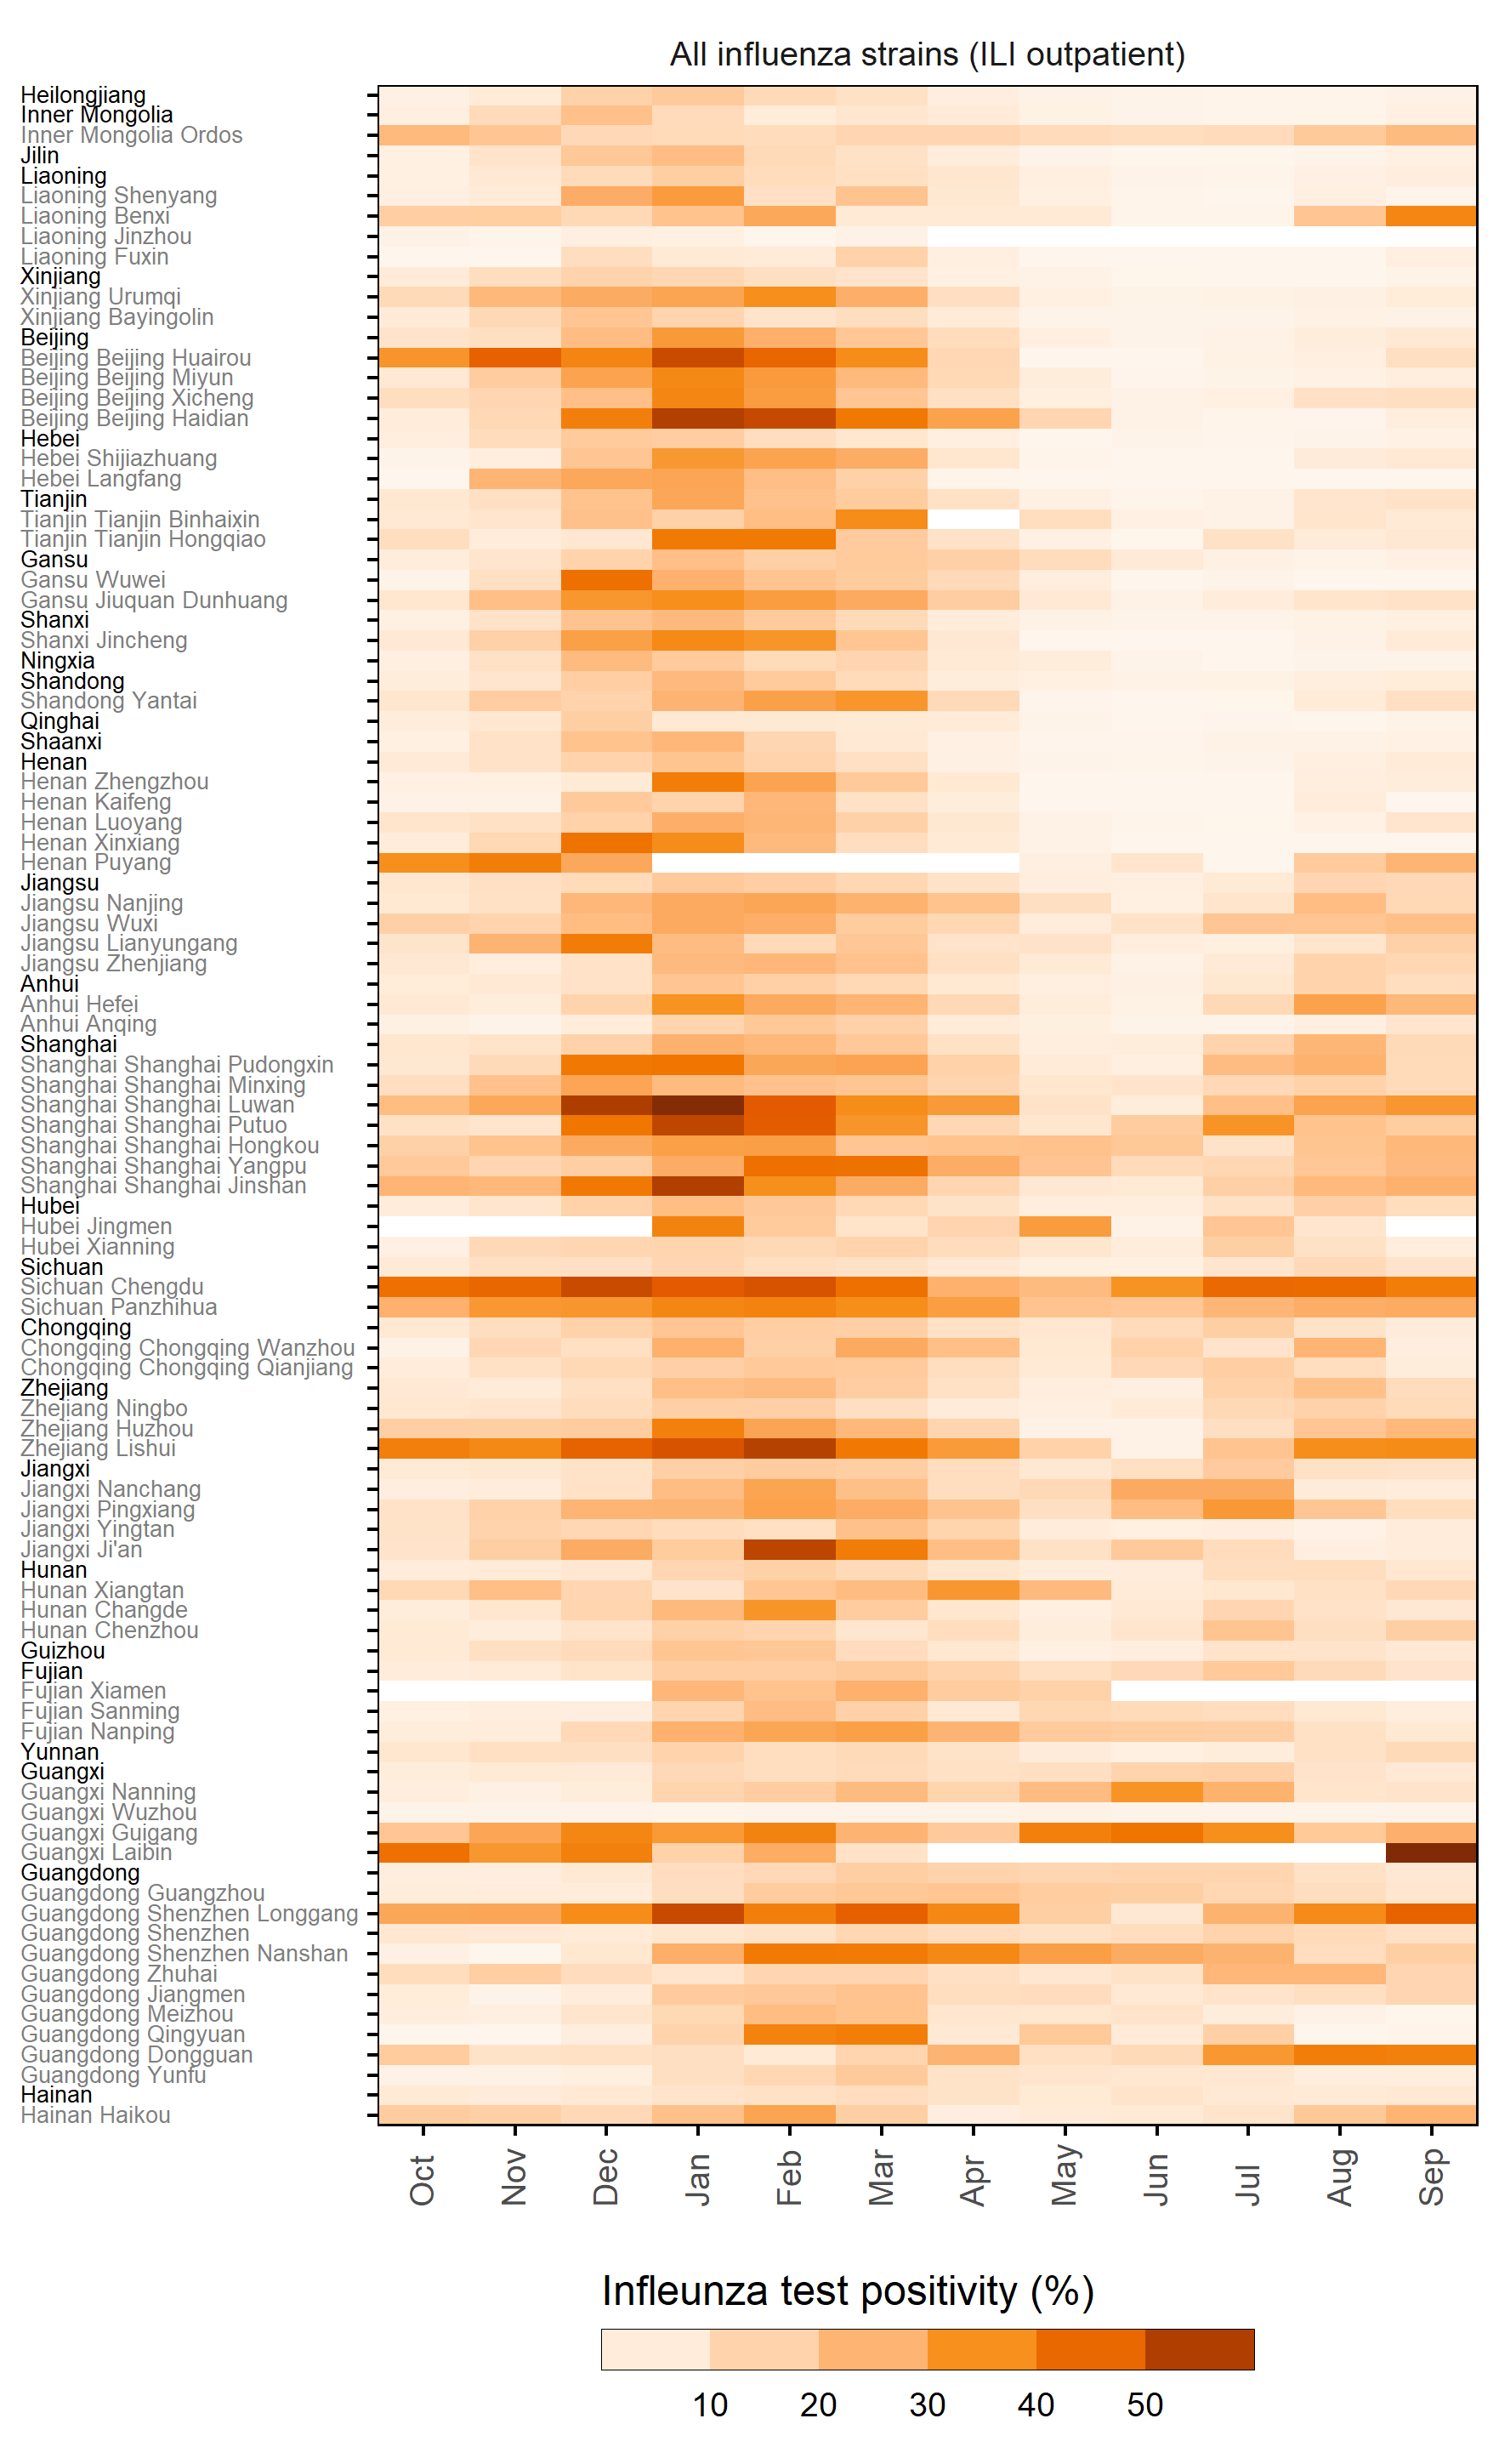 All influenza strains (ILI outpatient)
Heilongjiang
Inner Mongolia
Inner Mongolia Ordos
Jilin
Liaoning
Liaoning Shenyang
Liaoning Benxi
Liaoning Jinzhou
Liaoning Fuxin
Xinjiang
Xinjiang Urumqi
Xinjiang Bayingolin
Beijing
Beijing Beijing Huairou
Beijing Beijing Miyun
Beijing Beijing Xicheng
Beijing Beijing Haidian
Hebei
Hebei Shijiazhuang
Hebei Langfang
Tianjin
Tianjin Tianjin Binhaixin
Tianjin Tianjin Hongqiao
Gansu
Gansu Wuwei
Gansu Jiuquan Dunhuang
Shanxi
Shanxi Jincheng
Ningxia
Shandong
Shandong Yantai
Qinghai
Shaanxi
Henan
Henan Zhengzhou
Henan Kaifeng
Henan Luoyang
Henan Xinxiang
Henan Puyang
Jiangsu
Jiangsu Nanjing
Jiangsu Wuxi
Jiangsu Lianyungang
Jiangsu Zhenjiang
Anhui
Anhui Hefei
Anhui Anqing
Shanghai
Shanghai Shanghai Pudongxin
Shanghai Shanghai Minxing
Shanghai Shanghai Luwan
Shanghai Shanghai Putuo
Shanghai Shanghai Hongkou
Shanghai Shanghai Yangpu
Shanghai Shanghai Jinshan
Hubei
Hubei Jingmen
Hubei Xianning
Sichuan
Sichuan Chengdu
Sichuan Panzhihua
Chongqing
Chongqing Chongqing Wanzhou
Chongqing Chongqing Qianjiang
Zhejiang
Zhejiang Ningbo
Zhejiang Huzhou
Zhejiang Lishui
Jiangxi
Jiangxi Nanchang
Jiangxi Pingxiang
Jiangxi Yingtan
Jiangxi Ji'an
Hunan
Hunan Xiangtan
Hunan Changde
Hunan Chenzhou
Guizhou
Fujian
Fujian Xiamen
Fujian Sanming
Fujian Nanping
Yunnan
Guangxi
Guangxi Nanning
Guangxi Wuzhou
Guangxi Guigang
Guangxi Laibin
Guangdong
Guangdong Guangzhou
Guangdong Shenzhen Longgang
Guangdong Shenzhen
Guangdong Shenzhen Nanshan
Guangdong Zhuhai
Guangdong Jiangmen
Guangdong Meizhou
Guangdong Qingyuan
Guangdong Dongguan
Guangdong Yunfu
Hainan
Hainan Haikou
Oct Nov Dec Jan Feb Mar Apr May Jun Jul Aug Sep
Infleunza test positivity (%)
10 20 30 40 50